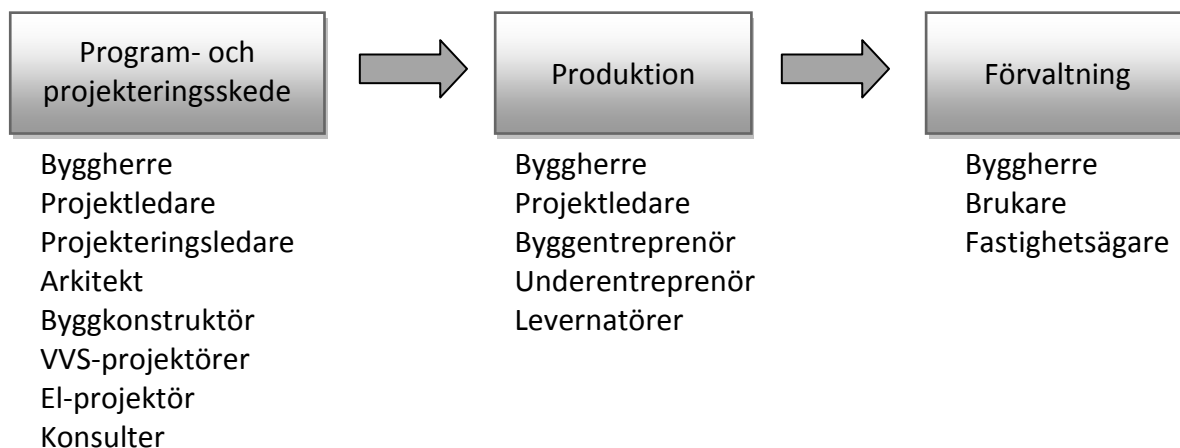 Program- och
projekteringsskede
Byggherre
Projektledare
Projekteringsledare
Arkitekt
Byggkonstruktör
VVS-projektörer
El-projektör
Konsulter
Produktion
Byggherre
Projektledare
Byggentreprenör
Underentreprenör
Levernatörer
Förvaltning
Byggherre
Brukare
Fastighetsägare